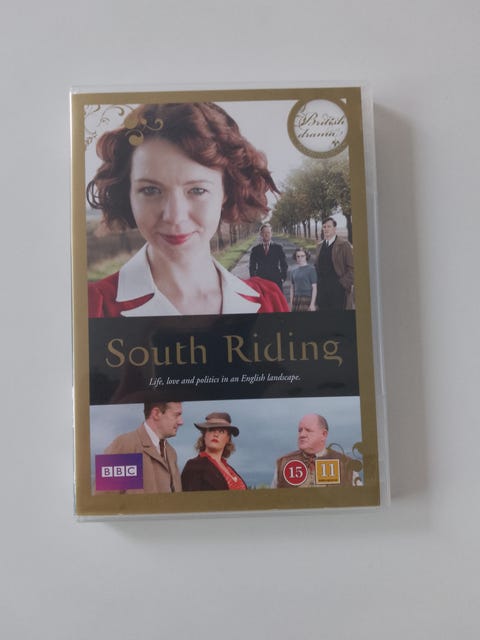 British
drama
South Riding
Life, love and politics in an English landscape.
BBC
15
11